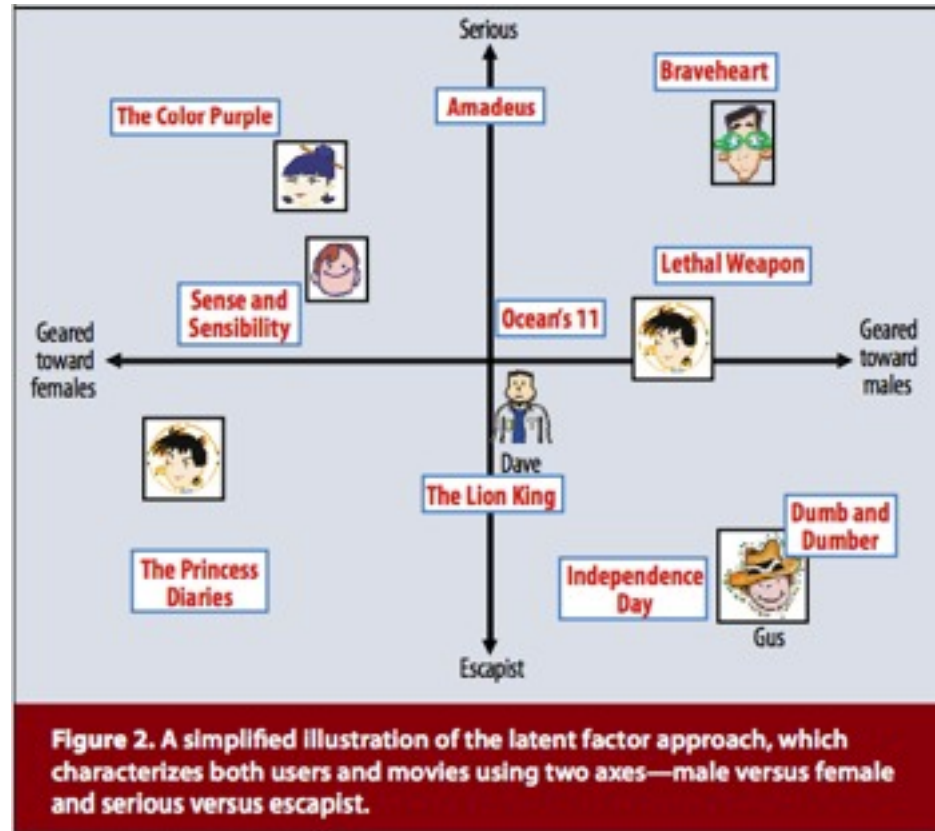 Serious
Braveheart
Amadeus
The Color Purple
Lethal Weapon
Sense and
Sensibility
Ocean's 11
Geared
toward
females
Geared
toward
males
Dave
The Lion King
Dumb and
Dumber
The Princess
Diaries
Independence
Day
Gus
Escapist
Figure 2. A simplified illustration of the latent factor approach, which
characterizes both users and movies using two axes—male versus female
and serious versus escapist.